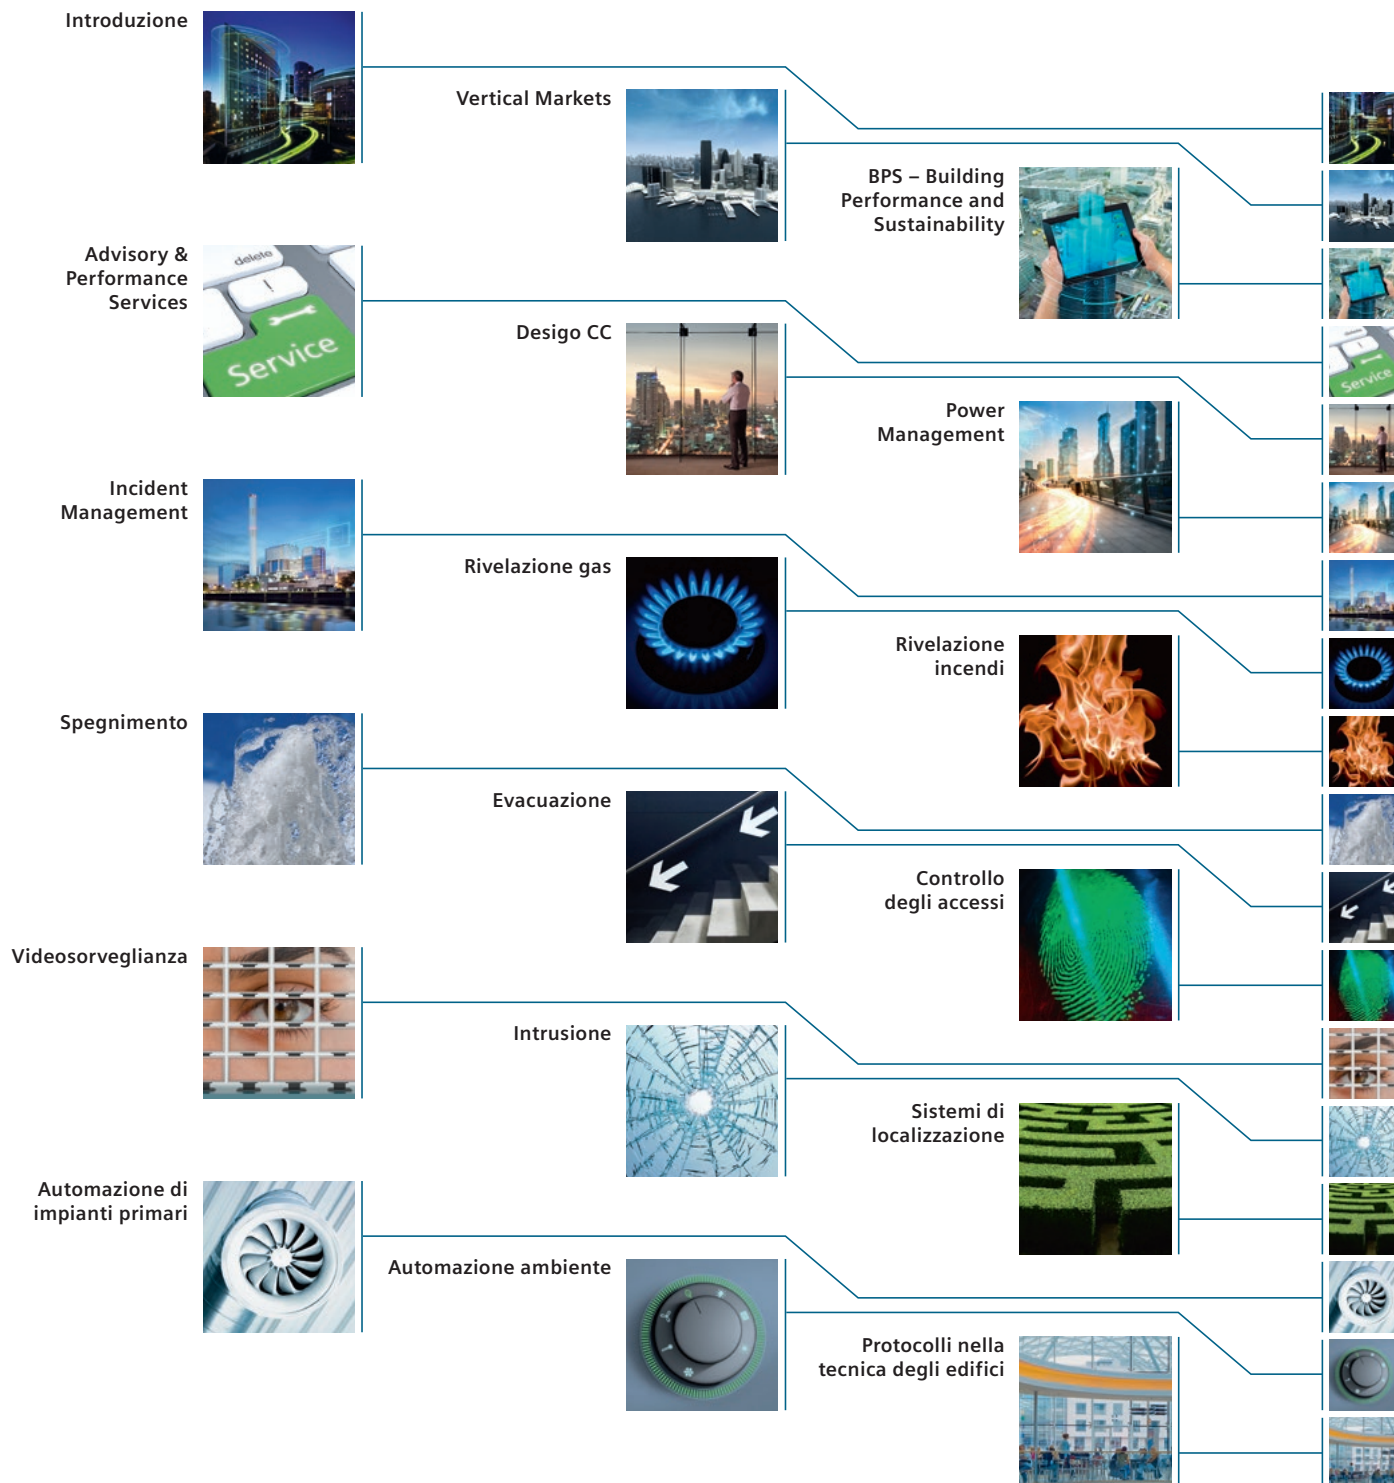 Introduzione
Vertical Markets
BPS – Building
Performance and
Sustainability
Advisory &
Performance
Services
delete
!
Service
Desigo CC
Power
Management
Incident
Management
Rivelazione gas
Rivelazione
incendi
Spegnimento
Evacuazione
Controllo
degli accessi
Videosorveglianza
Intrusione
Sistemi di
localizzazione
Automazione di
impianti primari
Automazione ambiente
Protocolli nella
tecnica degli edifici
!
Service